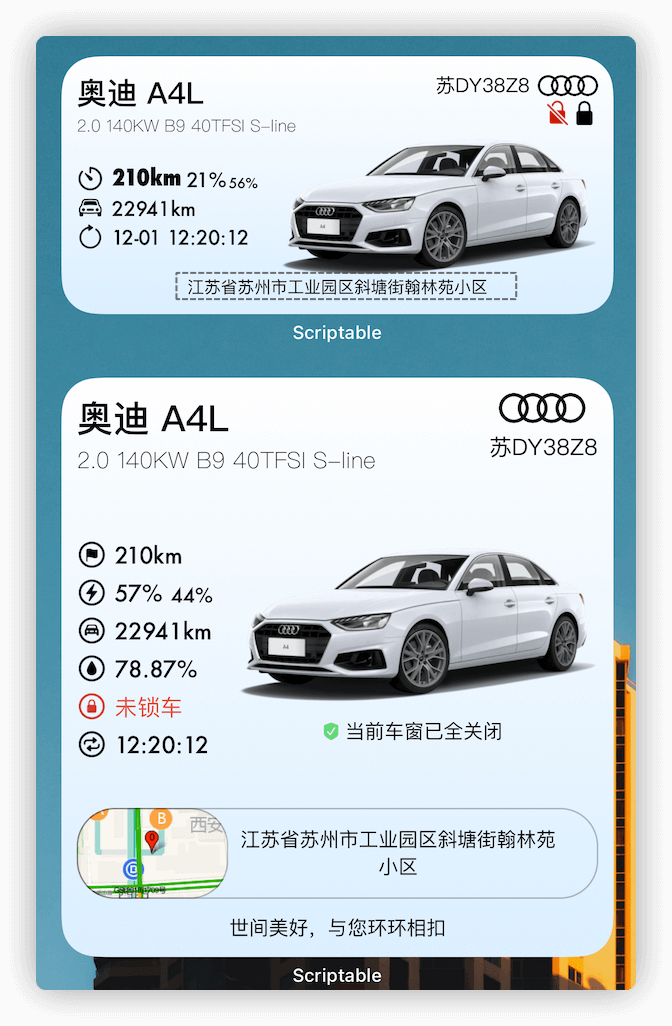 奥迪 A4L
苏DY38Z8
2.0 140KW B9 40TFSI S-line
210km 21% 56%
22941km
12-01 12:20:12
A4
江苏省苏州市工业园区斜塘街翰林苑小区
Scriptable
奥迪 A4L
苏DY38Z8
2.0 140KW B9 40TFSI S-line
210km
57% 44%
22941km
78.87%
未锁车
12:20:12
A4
当前车窗已全关闭
B
西安
0
江苏省苏州市工业园区斜塘街翰林苑
小区
世间美好，与您环环相扣
Scriptable